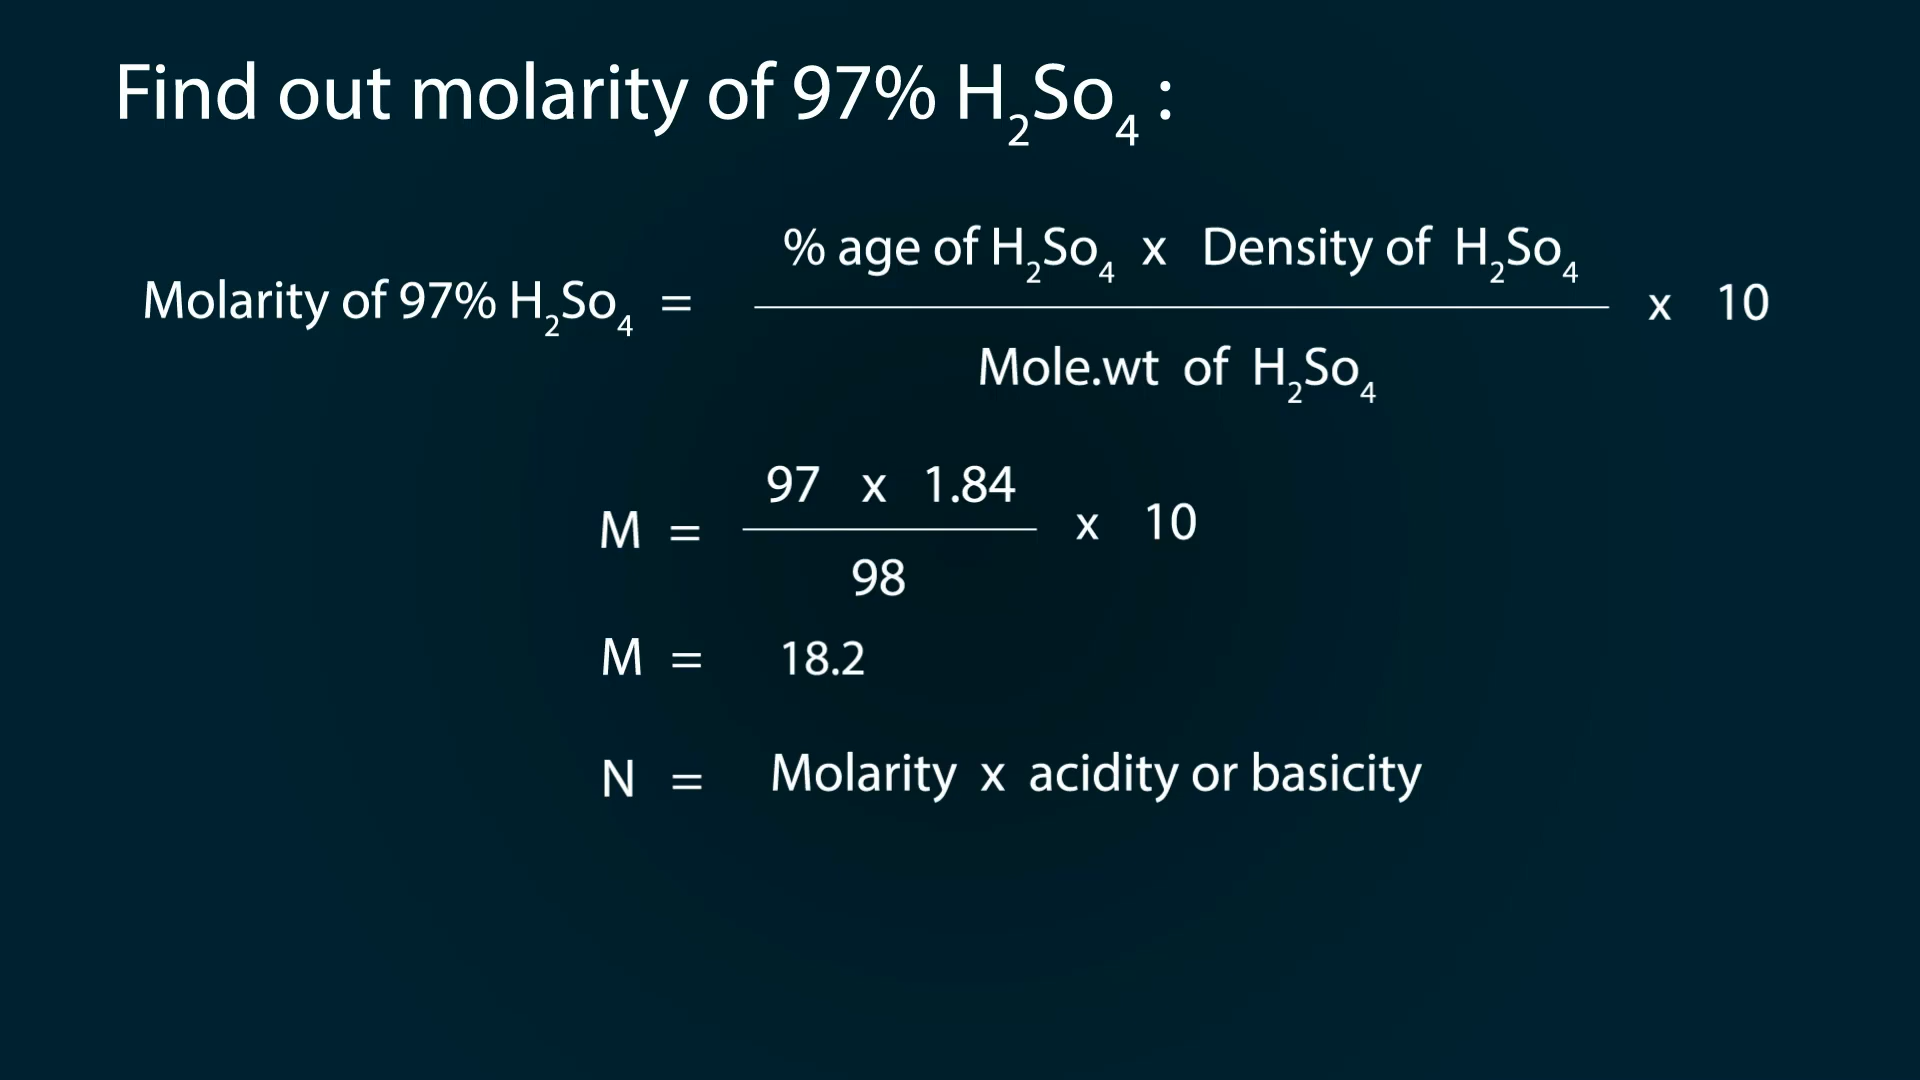 Find out molarity of 97% H₂So₄ :
% age of H₂So₄ x Density of H₂So₄
Molarity of 97% H₂So₄ = x 10
Mole.wt of H₂So₄
97 x 1.84
M = x 10
98
M = 18.2
N = Molarity x acidity or basicity